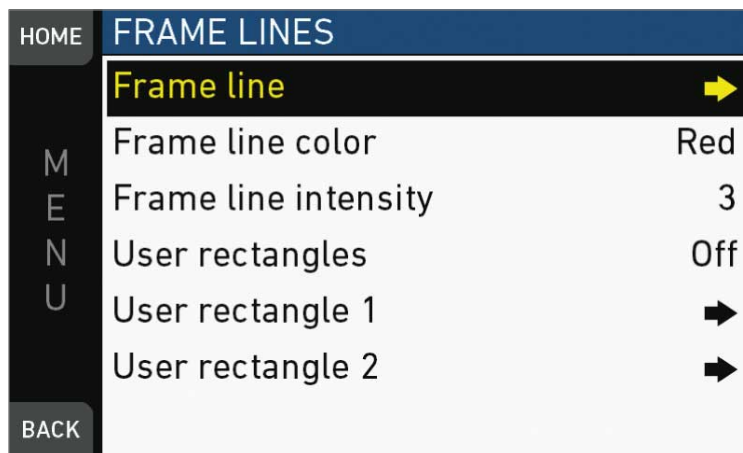 HOME FRAME LINES
Frame line
Frame line color Red
Frame line intensity 3
User rectangles Off
User rectangle 1
User rectangle 2
MENU
BACK